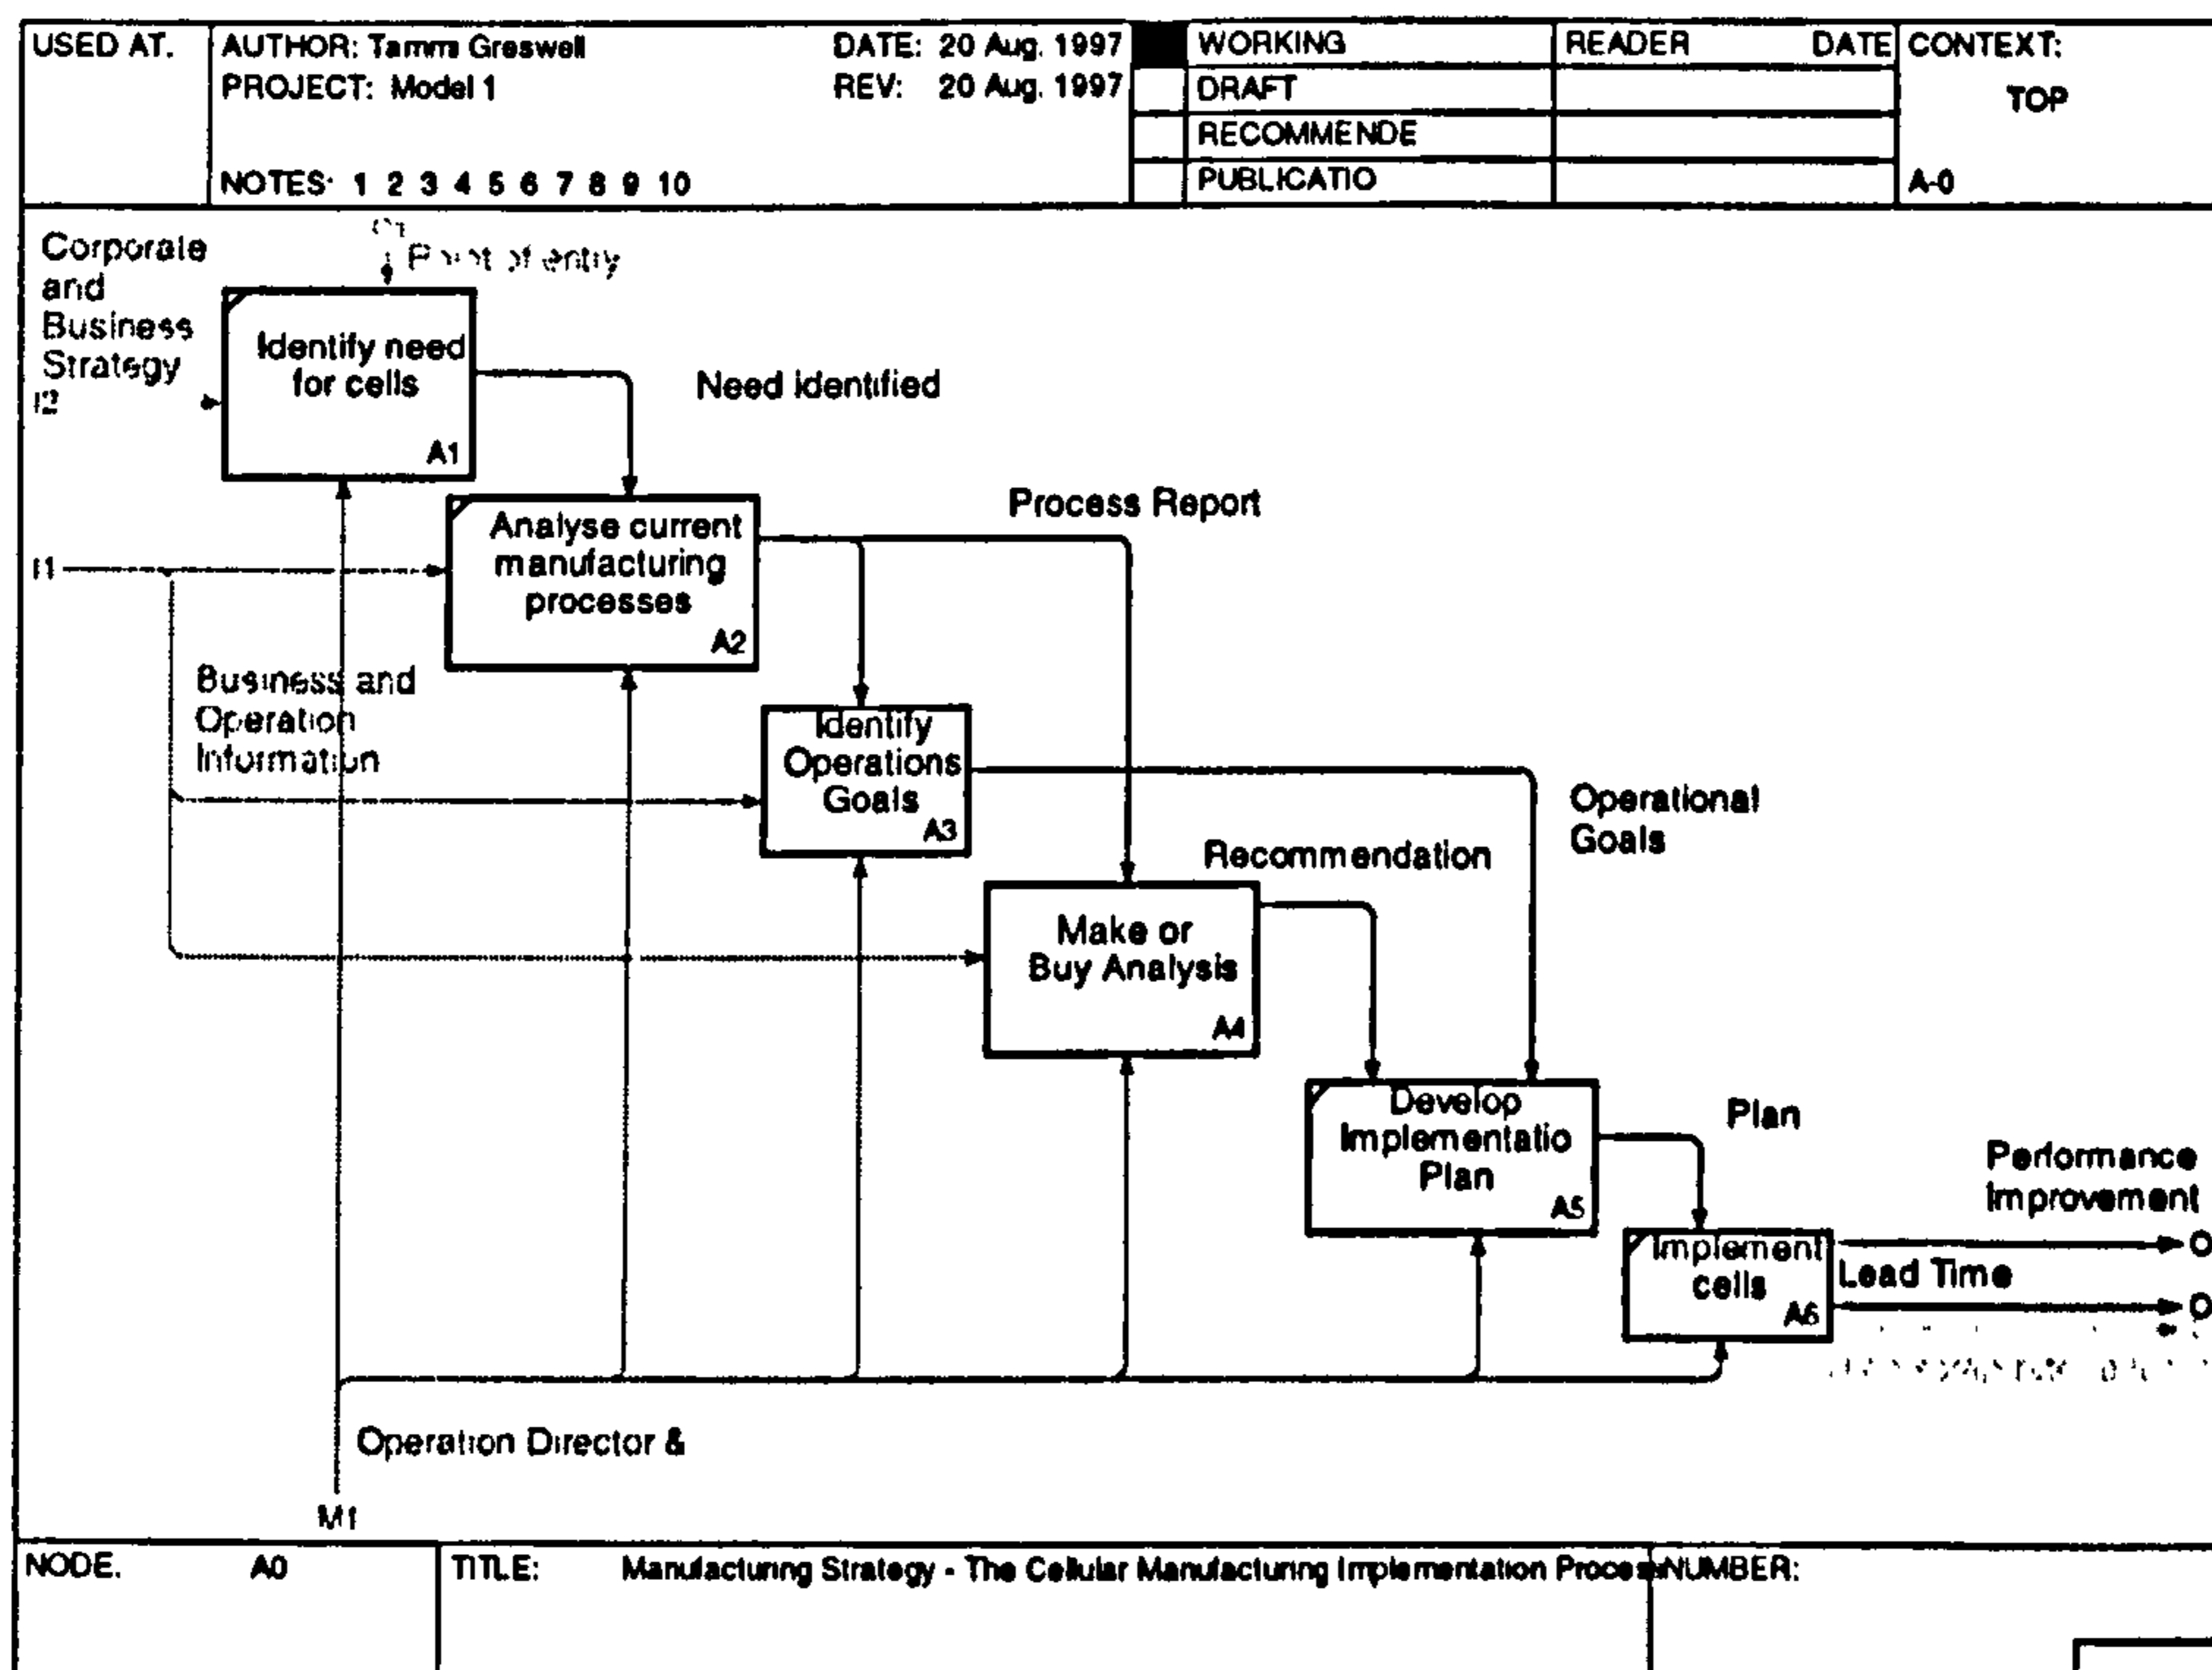 USED AT.
AUTHOR: Tamm Greswell
DATE: 20 Aug. 1997
PROJECT: Model 1
REV: 20 Aug. 1997
NOTES: 1 2 3 4 5 6 7 8 9 10
WORKING
DRAFT
RECOMMENDE
PUBLICATIO
READER DATE
CONTEXT:
TOP
A-0
C1
Point of entry
Corporate
and
Business
Strategy
I2
Identify need
for cells
A1
Need identified
I1
Analyse current
manufacturing
processes
A2
Process Report
Business and
Operation
Information
Identify
Operations
Goals
A3
Operational
Goals
Recommendation
Make or
Buy Analysis
A4
Develop
Implementatio
Plan
A5
Plan
Performance
Improvement
Implement
cells
A6
O
Lead Time
O
Operation Director &
M1
NODE. A0
TITLE: Manufacturing Strategy - The Cellular Manufacturing Implementation Proces
NUMBER: